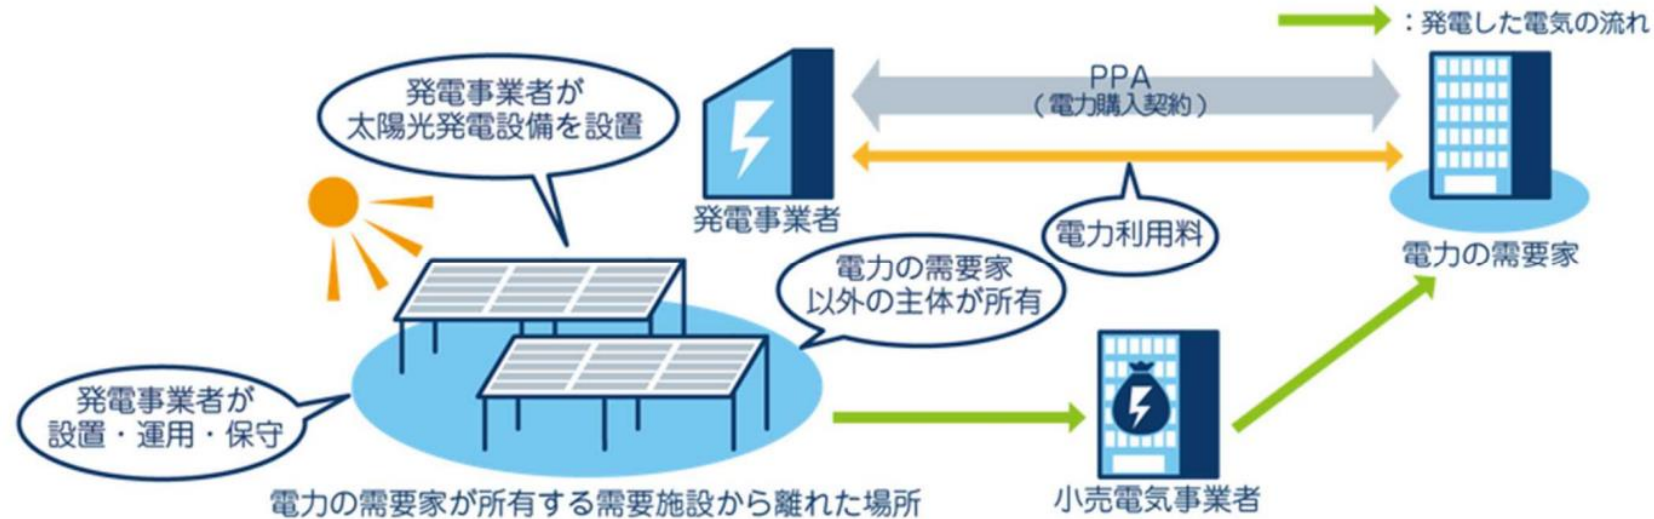 ：発電した電気の流れ
発電事業者が
太陽光発電設備を設置
PPA
（電力購入契約）
発電事業者
電力利用料
電力の需要家
電力の需要家
以外の主体が所有
発電事業者が
設置・運用・保守
電力の需要家が所有する需要施設から離れた場所
小売電気事業者